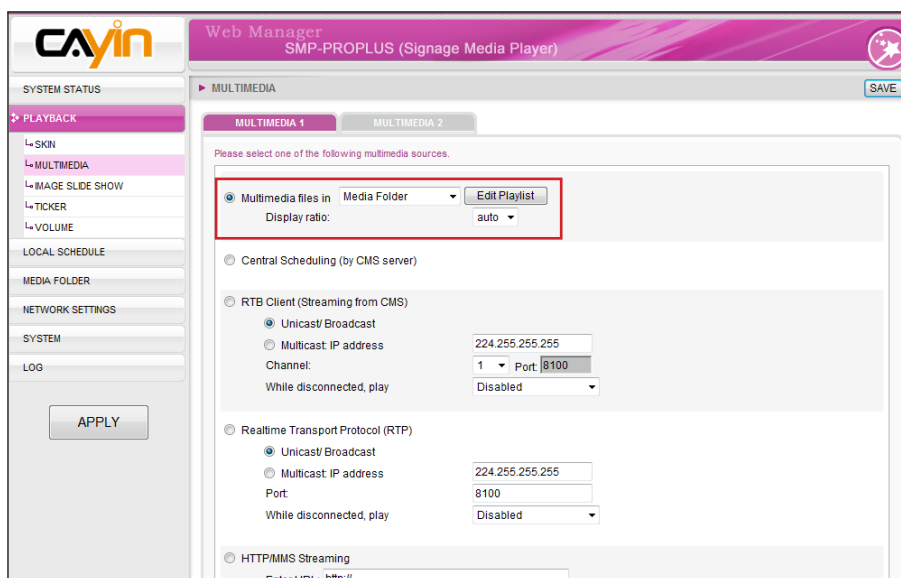 CAYIN
Web Manager
SMP-PROPLUS (Signage Media Player)
SYSTEM STATUS
PLAYBACK
SKIN
MULTIMEDIA
IMAGE SLIDE SHOW
TICKER
VOLUME
LOCAL SCHEDULE
MEDIA FOLDER
NETWORK SETTINGS
SYSTEM
LOG
APPLY
MULTIMEDIA
SAVE
MULTIMEDIA 1
MULTIMEDIA 2
Please select one of the following multimedia sources.
Multimedia files in Media Folder Edit Playlist
Display ratio: auto
Central Scheduling (by CMS server)
RTB Client (Streaming from CMS)
Unicast/ Broadcast
Multicast: IP address 224.255.255.255
Channel: 1 Port: 8100
While disconnected, play Disabled
Realtime Transport Protocol (RTP)
Unicast/ Broadcast
Multicast: IP address 224.255.255.255
Port: 8100
While disconnected, play Disabled
HTTP/MMS Streaming
Enter URL: http://